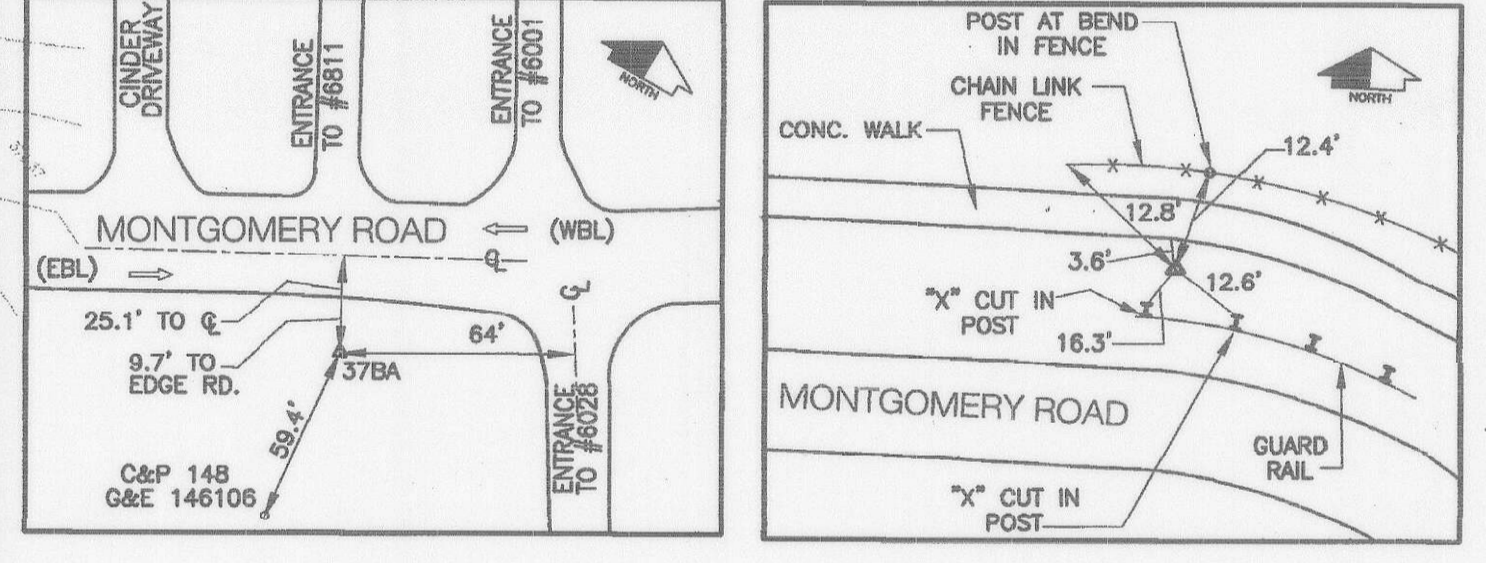 CINDER
DRIVEWAY
ENTRANCE
TO #6811
ENTRANCE
TO #6001
NORTH
MONTGOMERY ROAD
(WBL)
(EBL)
℄
℄
25.1' TO ℄
64'
9.7' TO
EDGE RD.
37BA
59.4'
ENTRANCE
TO #6028
C&P 148
G&E 146106
POST AT BEND
IN FENCE
CHAIN LINK
FENCE
NORTH
CONC. WALK
12.4'
12.8'
3.6'
12.6'
"X" CUT IN
POST
16.3'
MONTGOMERY ROAD
GUARD
RAIL
"X" CUT IN
POST